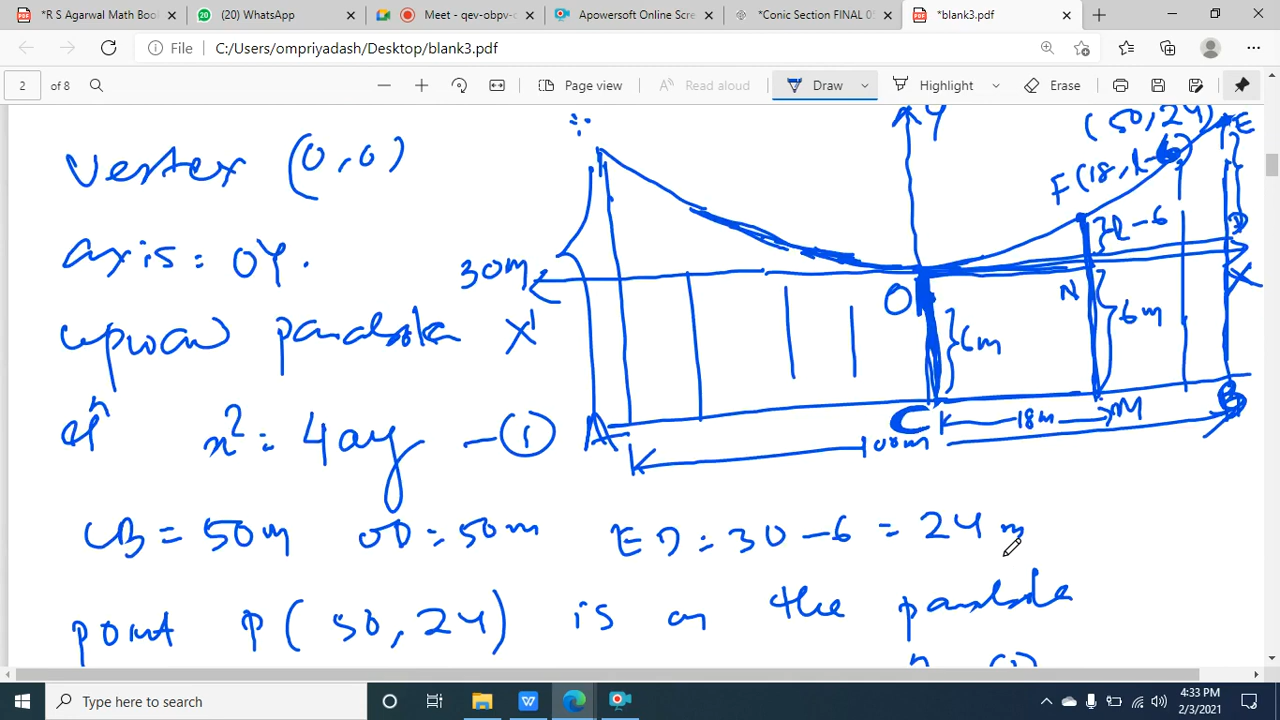 *R S Agarwal Math Boo
(20) WhatsApp
Meet - qev-obpv-c
Apowersoft Online Scre
*Conic Section FINAL 05
*blank3.pdf
File C:/Users/ompriyadash/Desktop/blank3.pdf
2 of 8 Page view Read aloud Draw Highlight Erase
vertex (0,0)
axis = OY.
upward parabola
x² = 4ay - (1)
CB = 50m OD = 50m ED = 30 - 6 = 24 m
point P(50, 24) is on the parabola
Y
(50,24) E
F(18,
30m
-6
D
X
X'
O
N
6m
6m
18m
M
C
A
B
100m
Type here to search
4:33 PM
2/3/2021